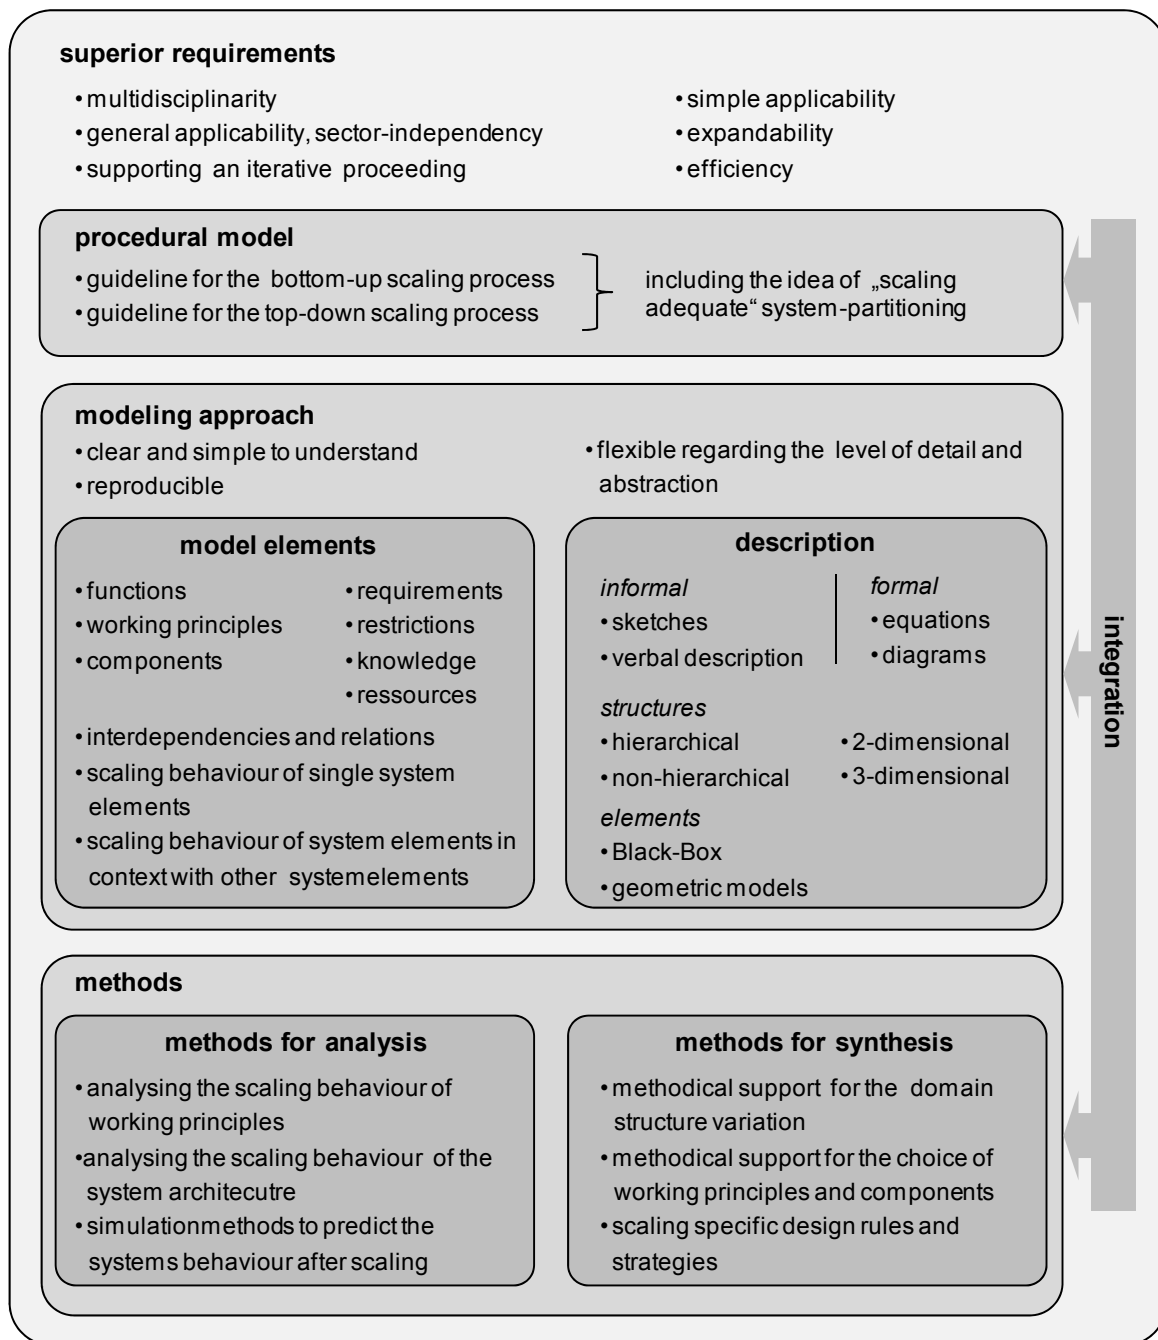 superior requirements
• multidisciplinarity
• general applicability, sector-independency
• supporting an iterative proceeding
• simple applicability
• expandability
• efficiency
procedural model
• guideline for the bottom-up scaling process
• guideline for the top-down scaling process
including the idea of „scaling
adequate“ system-partitioning
modeling approach
• clear and simple to understand
• reproducible
• flexible regarding the level of detail and
abstraction
model elements
• functions
• working principles
• components
• requirements
• restrictions
• knowledge
• ressources
• interdependencies and relations
• scaling behaviour of single system
elements
• scaling behaviour of system elements in
context with other systemelements
description
informal
• sketches
• verbal description
formal
• equations
• diagrams
structures
• hierarchical
• non-hierarchical
• 2-dimensional
• 3-dimensional
elements
• Black-Box
• geometric models
methods
methods for analysis
• analysing the scaling behaviour of
working principles
• analysing the scaling behaviour of the
system architecutre
• simulationmethods to predict the
systems behaviour after scaling
methods for synthesis
• methodical support for the domain
structure variation
• methodical support for the choice of
working principles and components
• scaling specific design rules and
strategies
integration